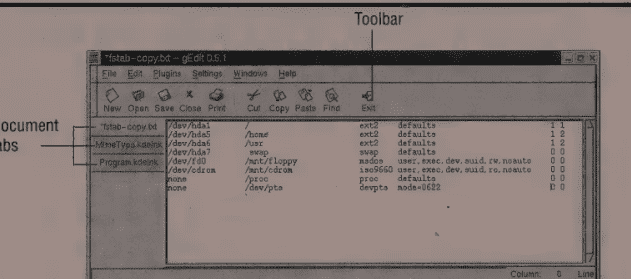 Toolbar
*fstab-copy.txt -- gEdit 0.5.1
File Edit Plugins Settings Windows Help
New Open Save Close Print Cut Copy Paste Find Exit
ocument
abs
*fstab-copy.txt
MimeType.kdelnk
Program.kdelnk
/dev/hda1 / ext2 defaults 1 1
/dev/hda5 /home ext2 defaults 1 2
/dev/hda6 /usr ext2 defaults 1 2
/dev/hda7 swap swap defaults 0 0
/dev/fd0 /mnt/floppy msdos user,exec,dev,suid,rw,noauto 0 0
/dev/cdrom /mnt/cdrom iso9660 user,exec,dev,suid,ro,noauto 0 0
none /proc proc defaults 0 0
none /dev/pts devpts mode=0622 0 0
Column: 0 Line